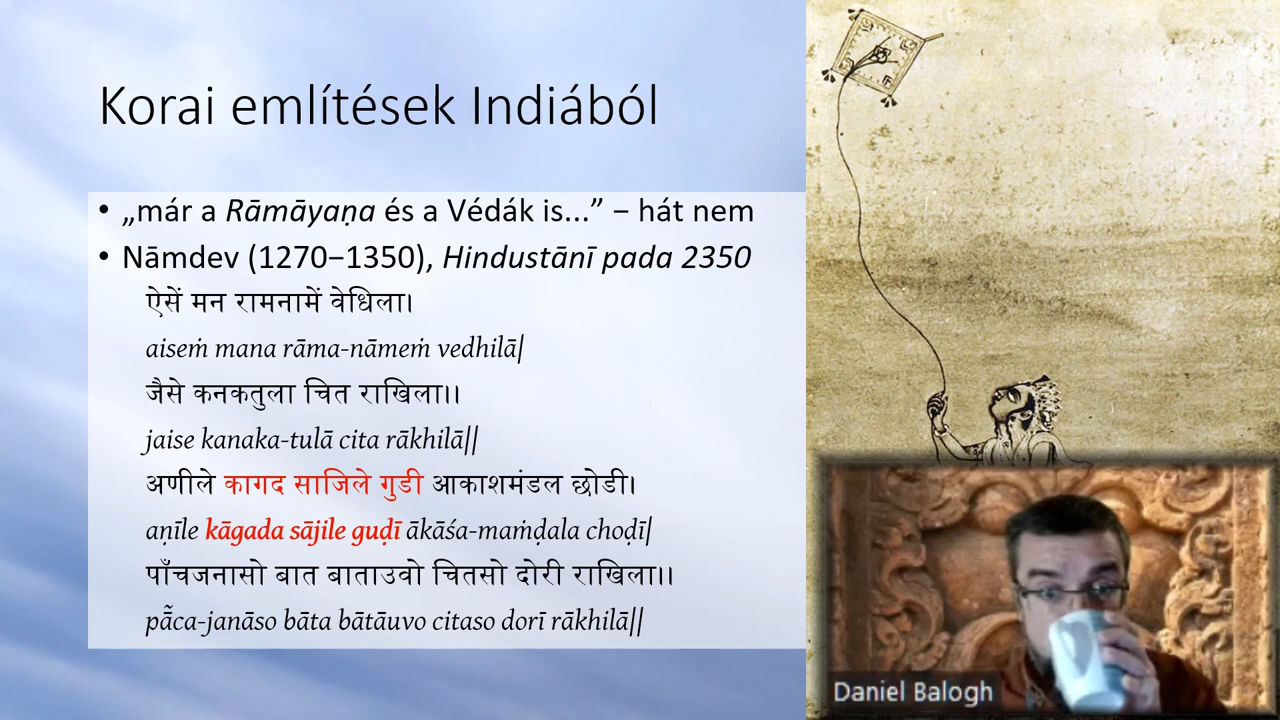 Korai említések Indiából
• „már a Rāmāyaṇa és a Védák is...” – hát nem
• Nāmdev (1270–1350), Hindustānī pada 2350
ऐसें मन रामनामें वेधिला।
aiseṁ mana rāma-nāmeṁ vedhilā|
जैसे कनकतुला चित राखिला।।
jaise kanaka-tulā cita rākhilā||
अणीले कागद साजिले गुडी आकाशमंडल छोडी।
aṇīle kāgada sājile guḍī ākāśa-maṁḍala choḍī|
पाँचजनासो बात बाताउवो चितसो दोरी राखिला।।
pā̐ca-janāso bāta bātāuvo citaso dorī rākhilā||
Daniel Balogh